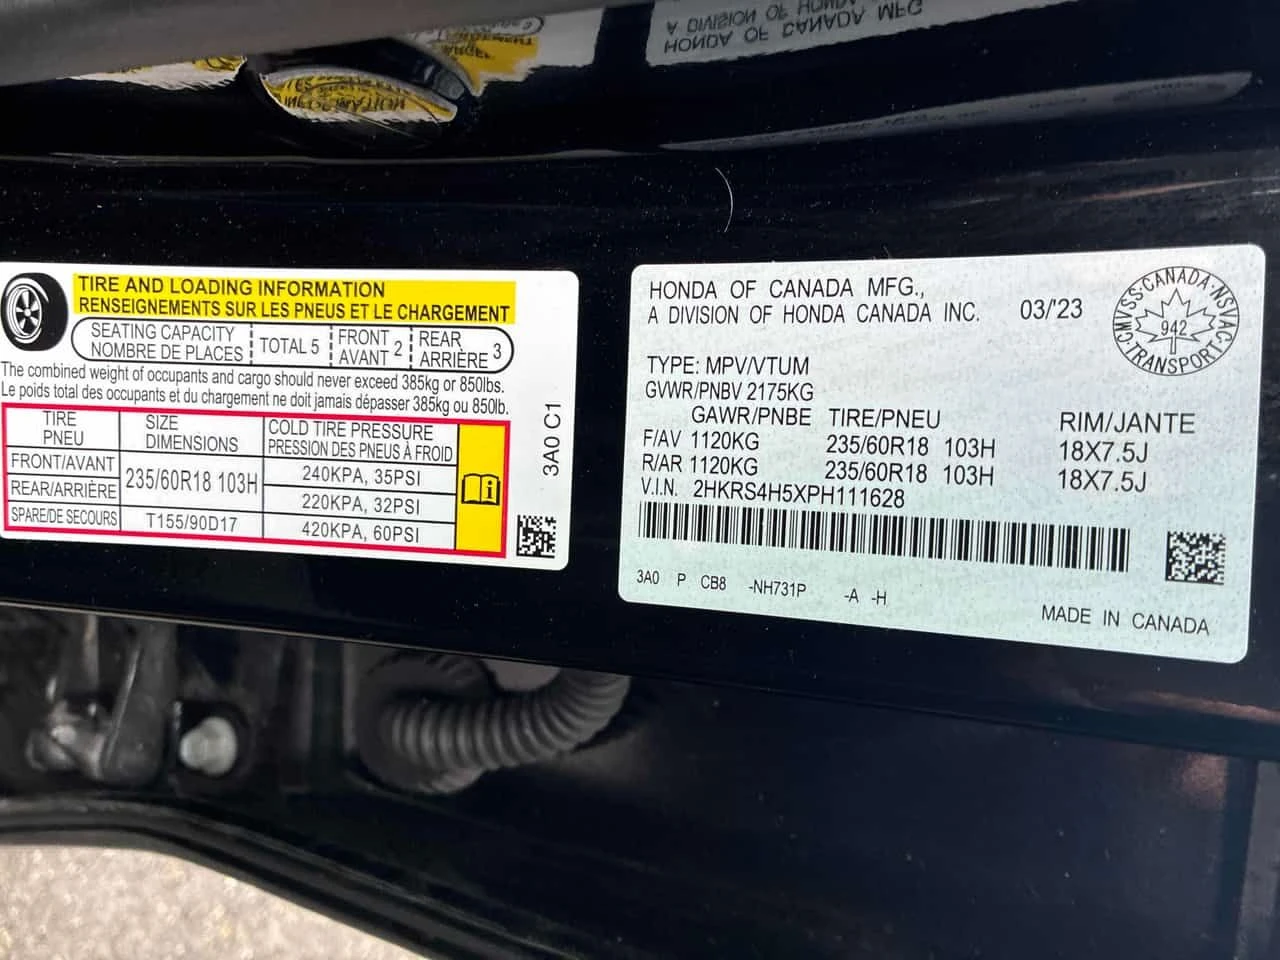 HONDA OF CANADA MFG
A DIVISION OF HONDA
TIRE AND LOADING INFORMATION
RENSEIGNEMENTS SUR LES PNEUS ET LE CHARGEMENT
SEATING CAPACITY
NOMBRE DE PLACES
TOTAL 5
FRONT
AVANT 2
REAR
ARRIÈRE 3
The combined weight of occupants and cargo should never exceed 385kg or 850lbs.
Le poids total des occupants et du chargement ne doit jamais dépasser 385kg ou 850lb.
TIRE
PNEU
SIZE
DIMENSIONS
COLD TIRE PRESSURE
PRESSION DES PNEUS À FROID
FRONT/AVANT
235/60R18 103H
240KPA, 35PSI
REAR/ARRIÈRE
220KPA, 32PSI
SPARE/DE SECOURS
T155/90D17
420KPA, 60PSI
3A0 C1
HONDA OF CANADA MFG.,
A DIVISION OF HONDA CANADA INC. 03/'23
CMVSS·CANADA·NSVAC·TRANSPORT·
942
TYPE: MPV/VTUM
GVWR/PNBV 2175KG
GAWR/PNBE TIRE/PNEU RIM/JANTE
F/AV 1120KG 235/60R18 103H 18X7.5J
R/AR 1120KG 235/60R18 103H 18X7.5J
V.I.N. 2HKRS4H5XPH111628
3A0 P CB8 -NH731P -A -H
MADE IN CANADA